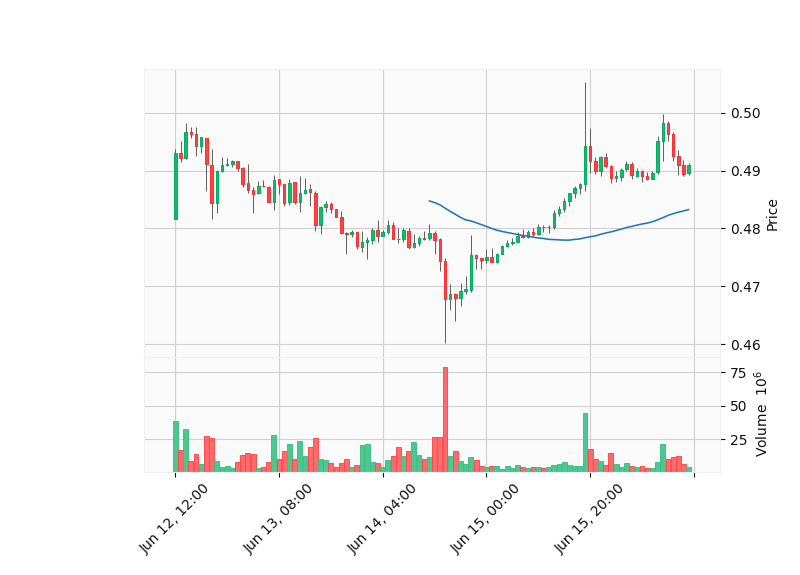 0.50
0.49
0.48
0.47
0.46
Price
75
50
25
Volume 10^6
Jun 12, 12:00
Jun 13, 08:00
Jun 14, 04:00
Jun 15, 00:00
Jun 15, 20:00